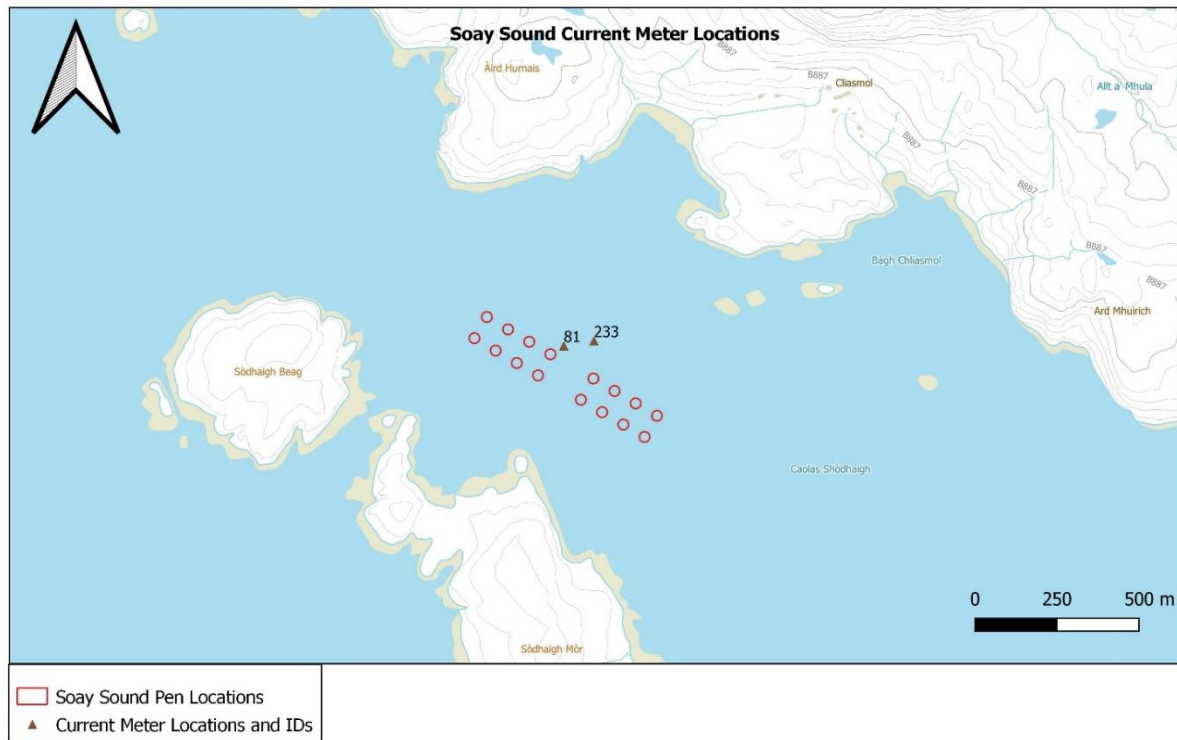 Soay Sound Current Meter Locations
Àird Hurnais
B887
B887
Cliasmol
Allt a' Mhula
B887
B887
Bàgh Chliasmol
B887
B887
Ard Mhuirich
81
233
Sòdhaigh Beag
Caolas Shòdhaigh
0 250 500 m
Sòdhaigh Mòr
Soay Sound Pen Locations
Current Meter Locations and IDs